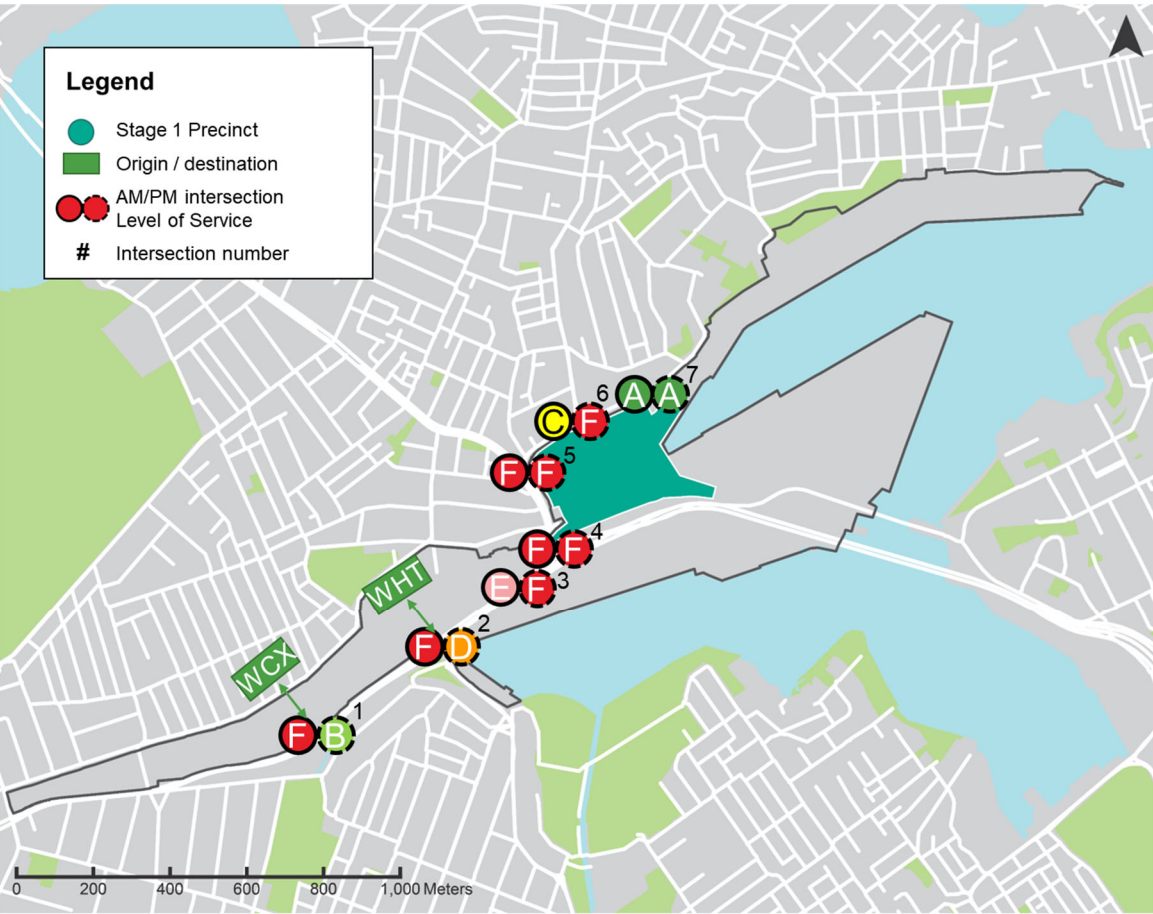 Legend
Stage 1 Precinct
Origin / destination
AM/PM intersection
Level of Service
# Intersection number
A A 7
C F 6
F F 5
F F 4
E F 3
WHT
F D 2
WCX
F B 1
0 200 400 600 800 1,000 Meters